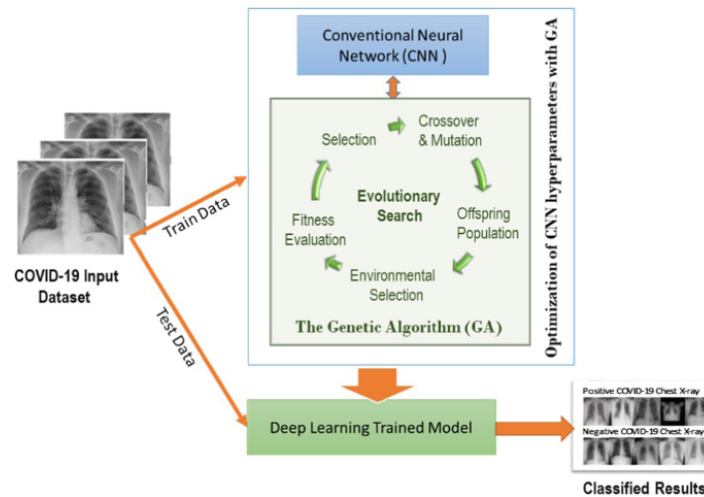 Conventional Neural
Network (CNN )
Optimization of CNN hyperparameters with GA
Selection
Crossover
& Mutation
Evolutionary
Search
Fitness
Evaluation
Offspring
Population
Environmental
Selection
The Genetic Algorithm (GA)
COVID-19 Input
Dataset
Train Data
Test Data
Deep Learning Trained Model
Positive COVID-19 Chest X-ray
Negative COVID-19 Chest X-ray
Classified Results